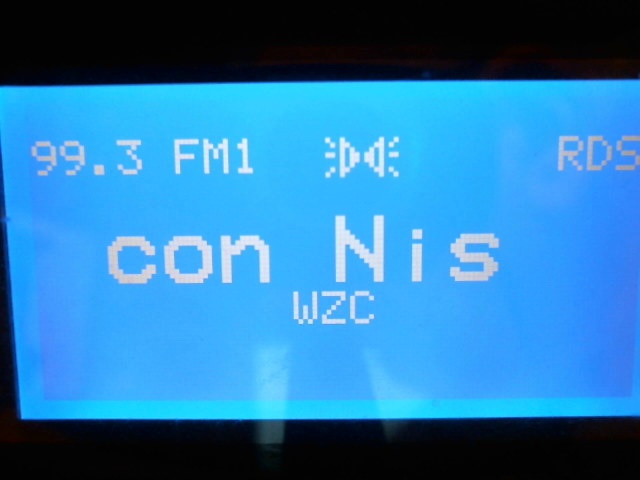 99.3 FM1 RDS
con Nis
WZC